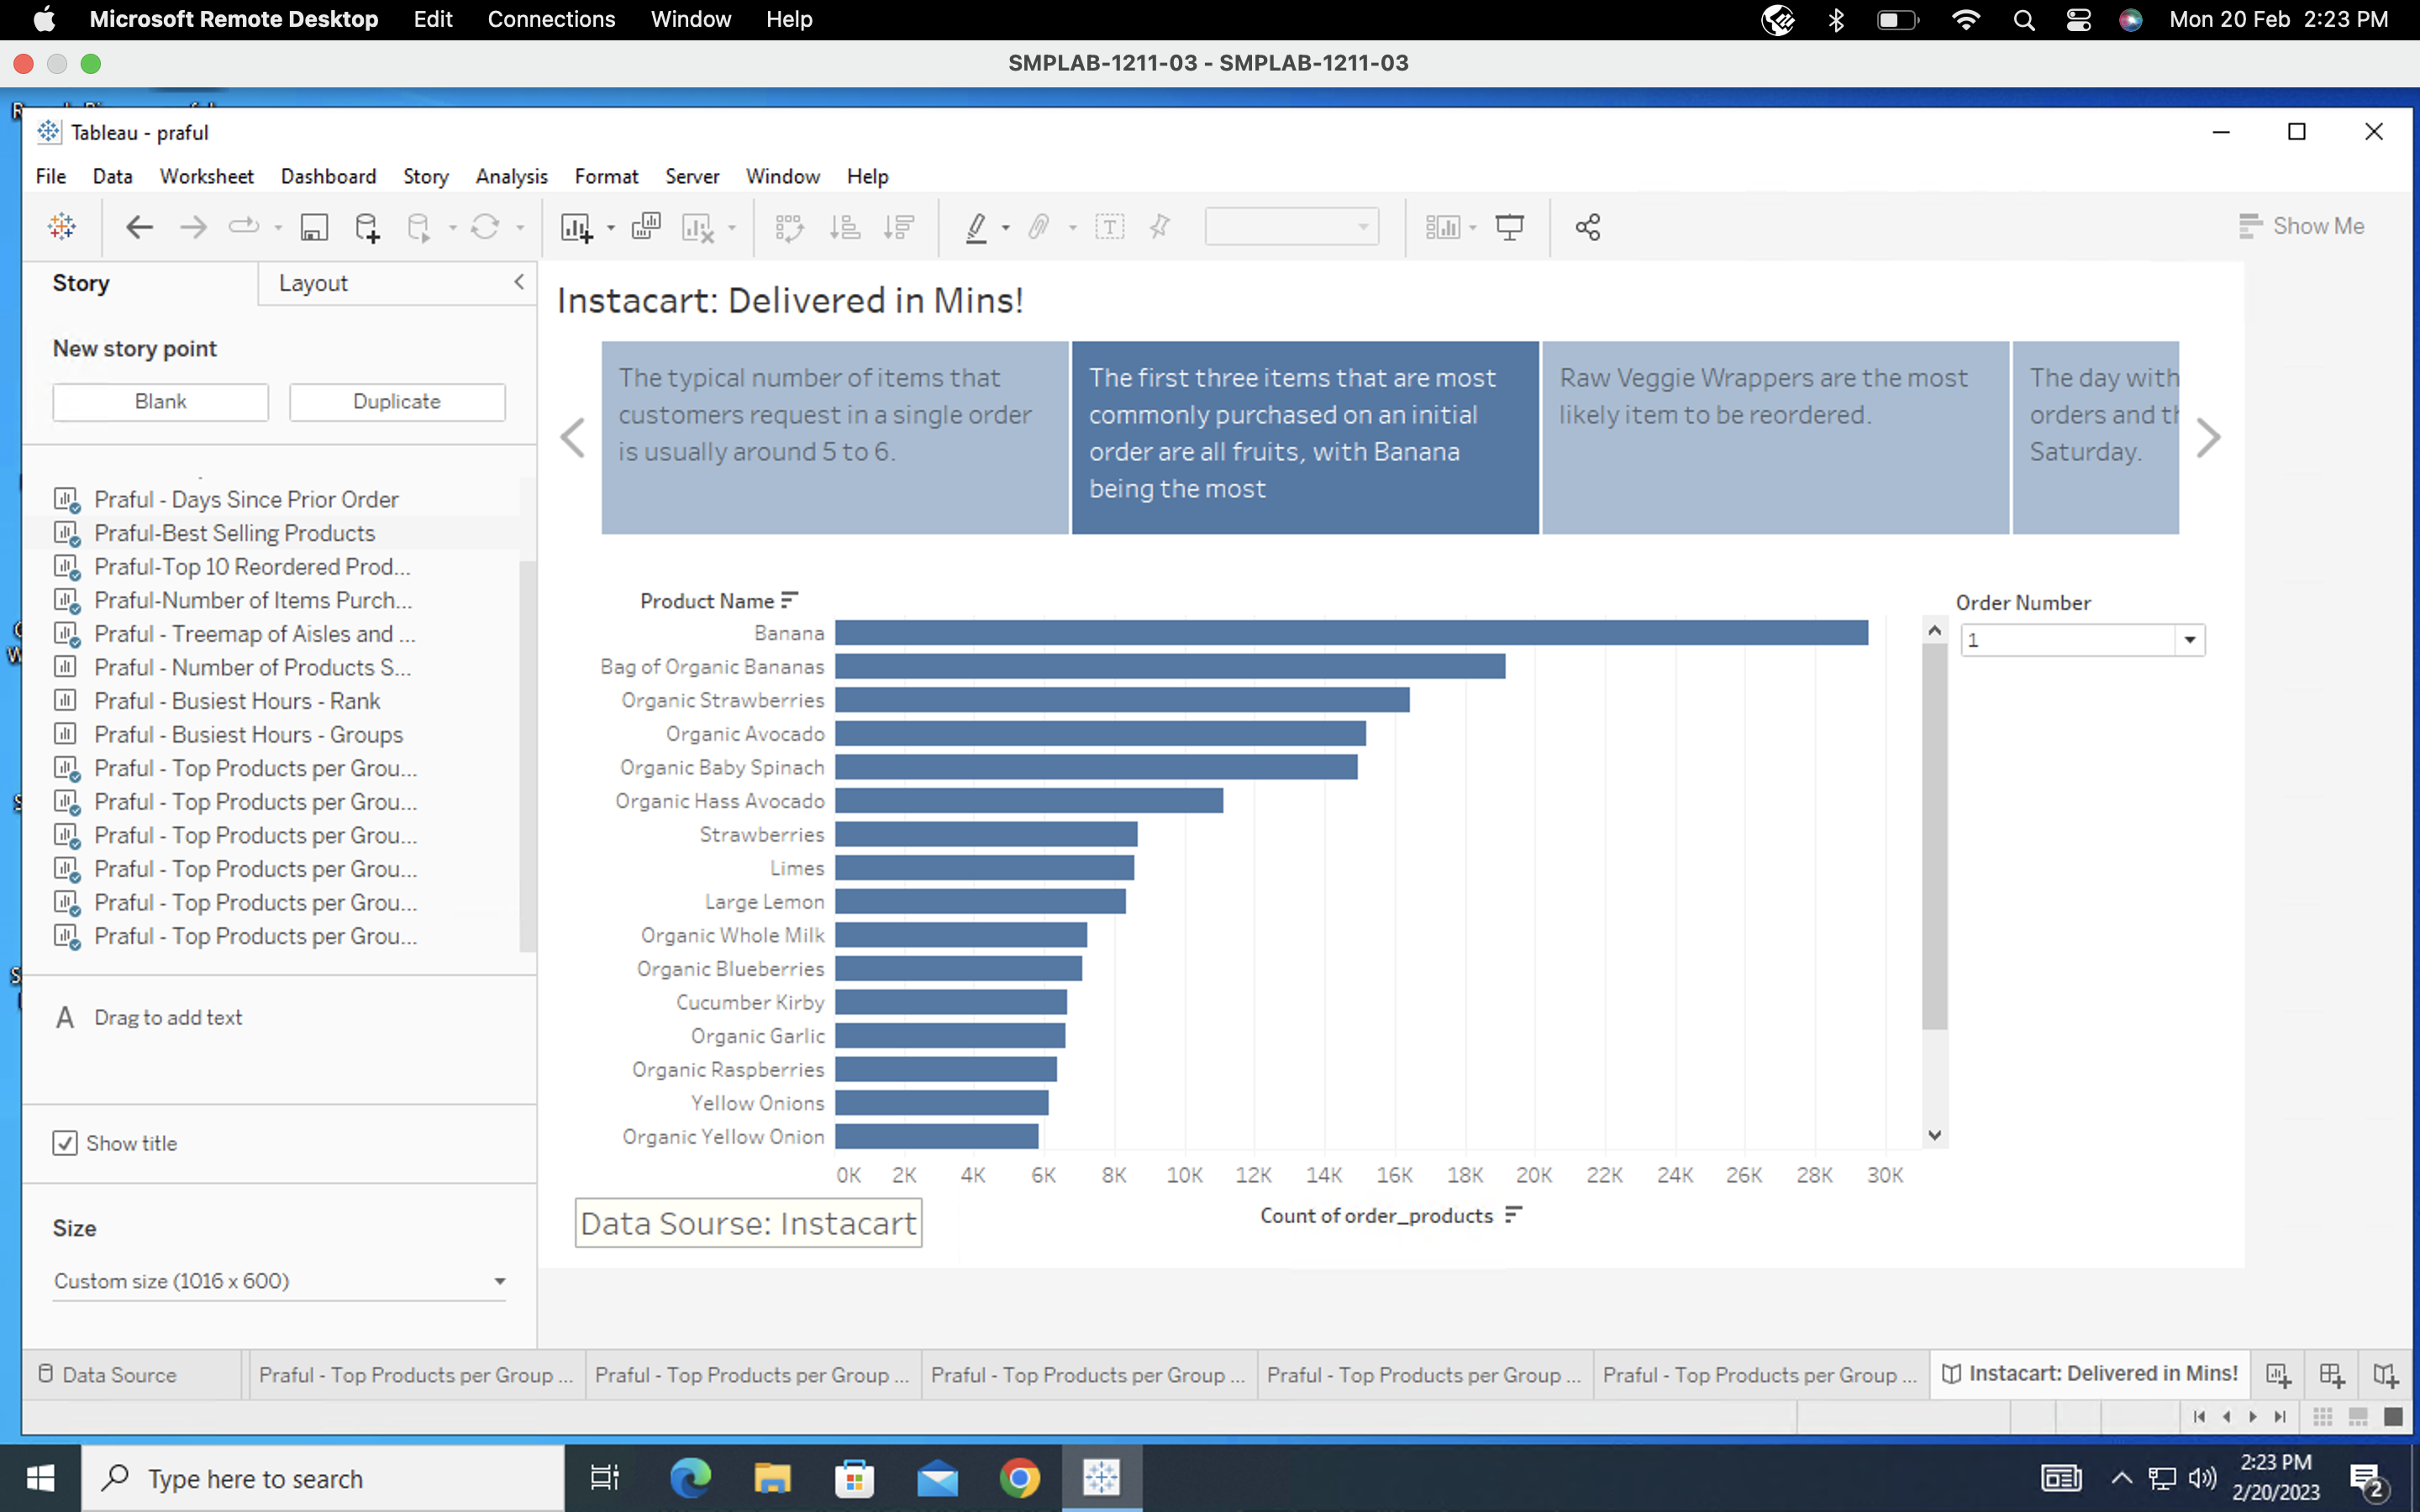 Microsoft Remote Desktop Edit Connections Window Help Mon 20 Feb 2:23 PM
SMPLAB-1211-03 - SMPLAB-1211-03
Tableau - praful
File Data Worksheet Dashboard Story Analysis Format Server Window Help
Show Me
Story Layout
New story point
Blank Duplicate
Praful - Days Since Prior Order
Praful-Best Selling Products
Praful-Top 10 Reordered Prod...
Praful-Number of Items Purch...
Praful - Treemap of Aisles and ...
Praful - Number of Products S...
Praful - Busiest Hours - Rank
Praful - Busiest Hours - Groups
Praful - Top Products per Grou...
Praful - Top Products per Grou...
Praful - Top Products per Grou...
Praful - Top Products per Grou...
Praful - Top Products per Grou...
Praful - Top Products per Grou...
A Drag to add text
Show title
Size
Custom size (1016 x 600)
Instacart: Delivered in Mins!
The typical number of items that
customers request in a single order
is usually around 5 to 6.
The first three items that are most
commonly purchased on an initial
order are all fruits, with Banana
being the most
Raw Veggie Wrappers are the most
likely item to be reordered.
The day with
orders and th
Saturday.
Product Name
Banana
Bag of Organic Bananas
Organic Strawberries
Organic Avocado
Organic Baby Spinach
Organic Hass Avocado
Strawberries
Limes
Large Lemon
Organic Whole Milk
Organic Blueberries
Cucumber Kirby
Organic Garlic
Organic Raspberries
Yellow Onions
Organic Yellow Onion
0K 2K 4K 6K 8K 10K 12K 14K 16K 18K 20K 22K 24K 26K 28K 30K
Count of order_products
Order Number
1
Data Sourse: Instacart
Data Source Praful - Top Products per Group ... Praful - Top Products per Group ... Praful - Top Products per Group ... Praful - Top Products per Group ... Praful - Top Products per Group ... Instacart: Delivered in Mins!
Type here to search
2:23 PM
2/20/2023
2